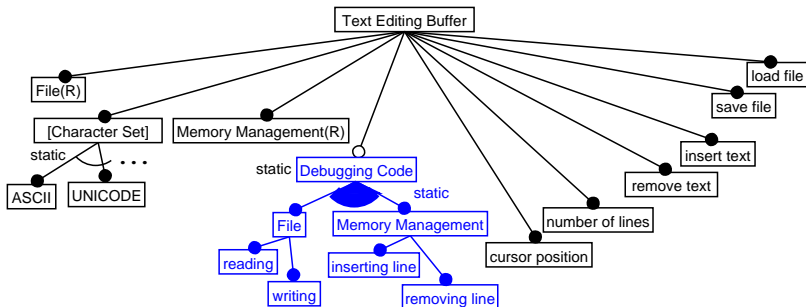 Text Editing Buffer
load file
File(R)
save file
[Character Set]
Memory Management(R)
static
...
insert text
static
Debugging Code
remove text
ASCII
UNICODE
static
number of lines
File
Memory Management
cursor position
reading
inserting line
writing
removing line